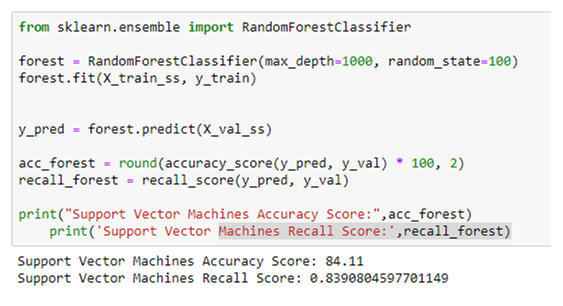 from sklearn.ensemble import RandomForestClassifier
forest = RandomForestClassifier(max_depth=1000, random_state=100)
forest.fit(X_train_ss, y_train)
y_pred = forest.predict(X_val_ss)
acc_forest = round(accuracy_score(y_pred, y_val) * 100, 2)
recall_forest = recall_score(y_pred, y_val)
print("Support Vector Machines Accuracy Score:",acc_forest)
    print('Support Vector Machines Recall Score:',recall_forest)
Support Vector Machines Accuracy Score: 84.11
Support Vector Machines Recall Score: 0.8390804597701149